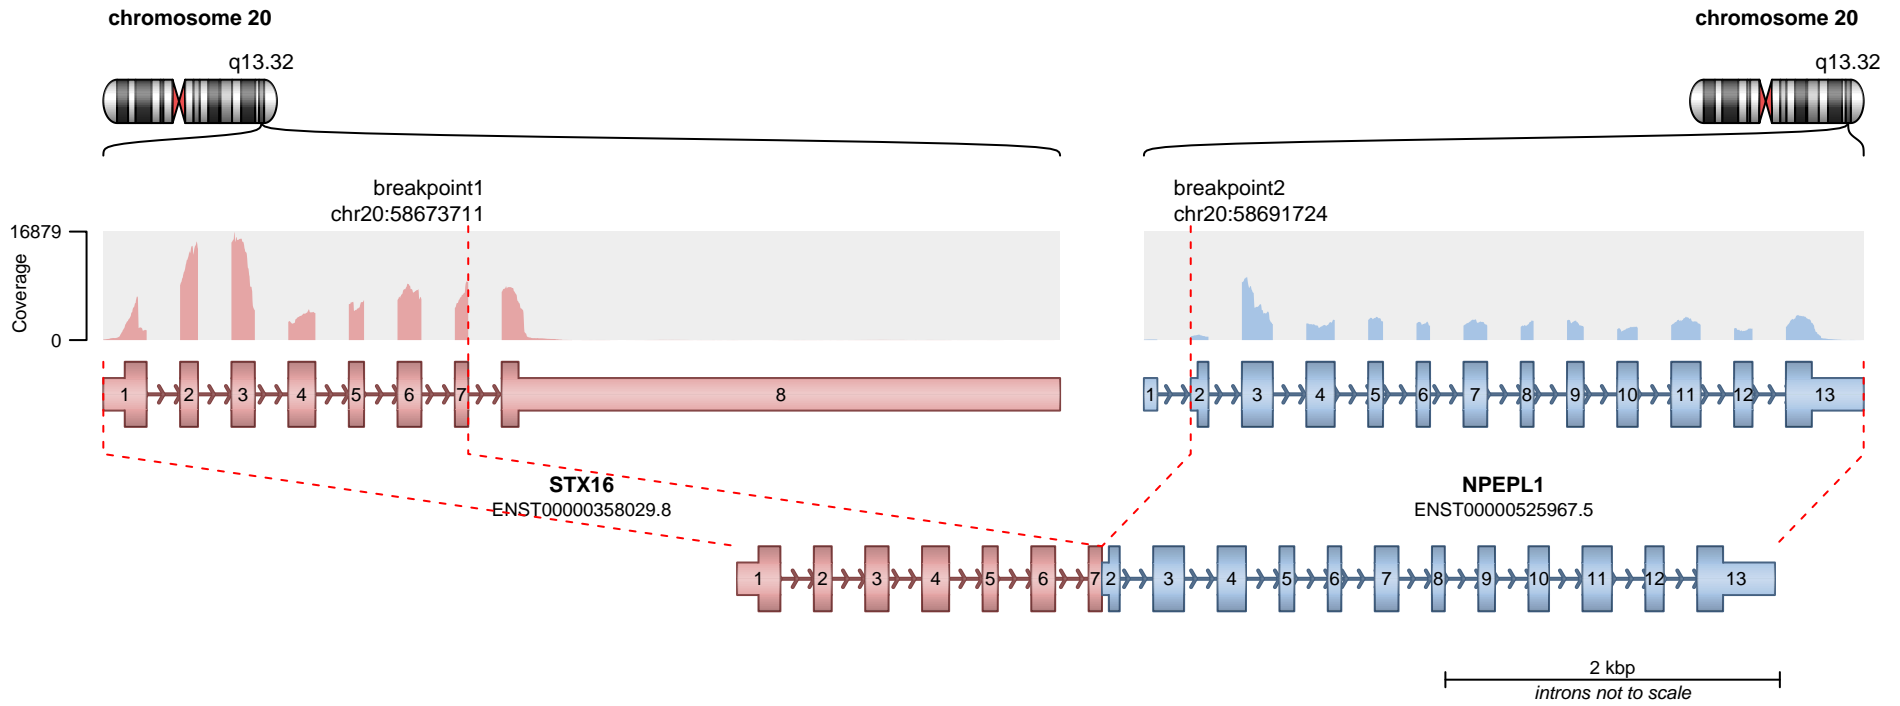 chromosome 20
chromosome 20
q13.32
q13.32
breakpoint1
chr20:58673711
breakpoint2
chr20:58691724
16879
Coverage
0
1 2 3 4 5 6 7 8
1 2 3 4 5 6 7 8 9 10 11 12 13
STX16
ENST00000358029.8
NPEPL1
ENST00000525967.5
1 2 3 4 5 6 7 2 3 4 5 6 7 8 9 10 11 12 13
2 kbp
introns not to scale